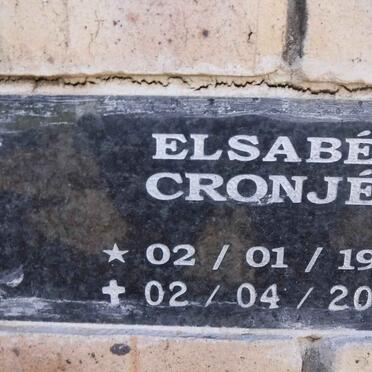 ELSABÉ
CRONJÉ
★ 02 / 01 / 19
✝ 02 / 04 / 20